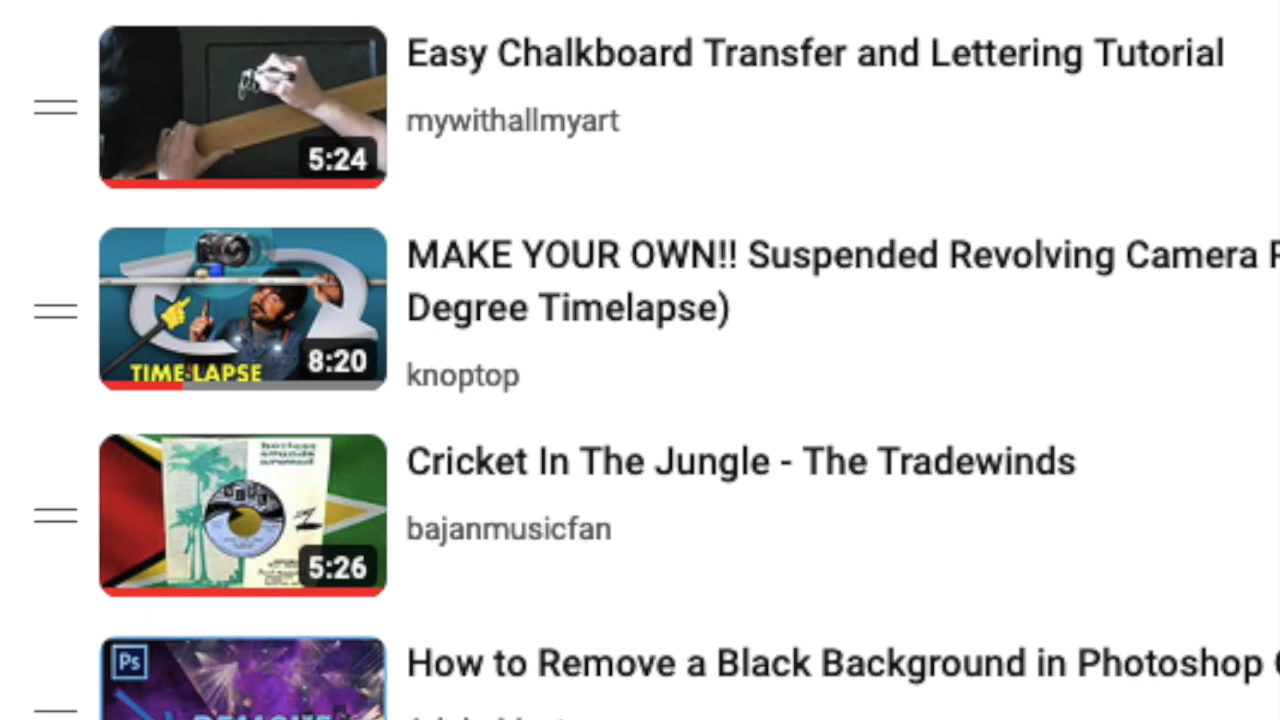 Easy Chalkboard Transfer and Lettering Tutorial
mywithallmyart
5:24
MAKE YOUR OWN!! Suspended Revolving Camera
Degree Timelapse)
knoptop
TIME-LAPSE
8:20
Cricket In The Jungle - The Tradewinds
bajanmusicfan
5:26
How to Remove a Black Background in Photoshop
Ps